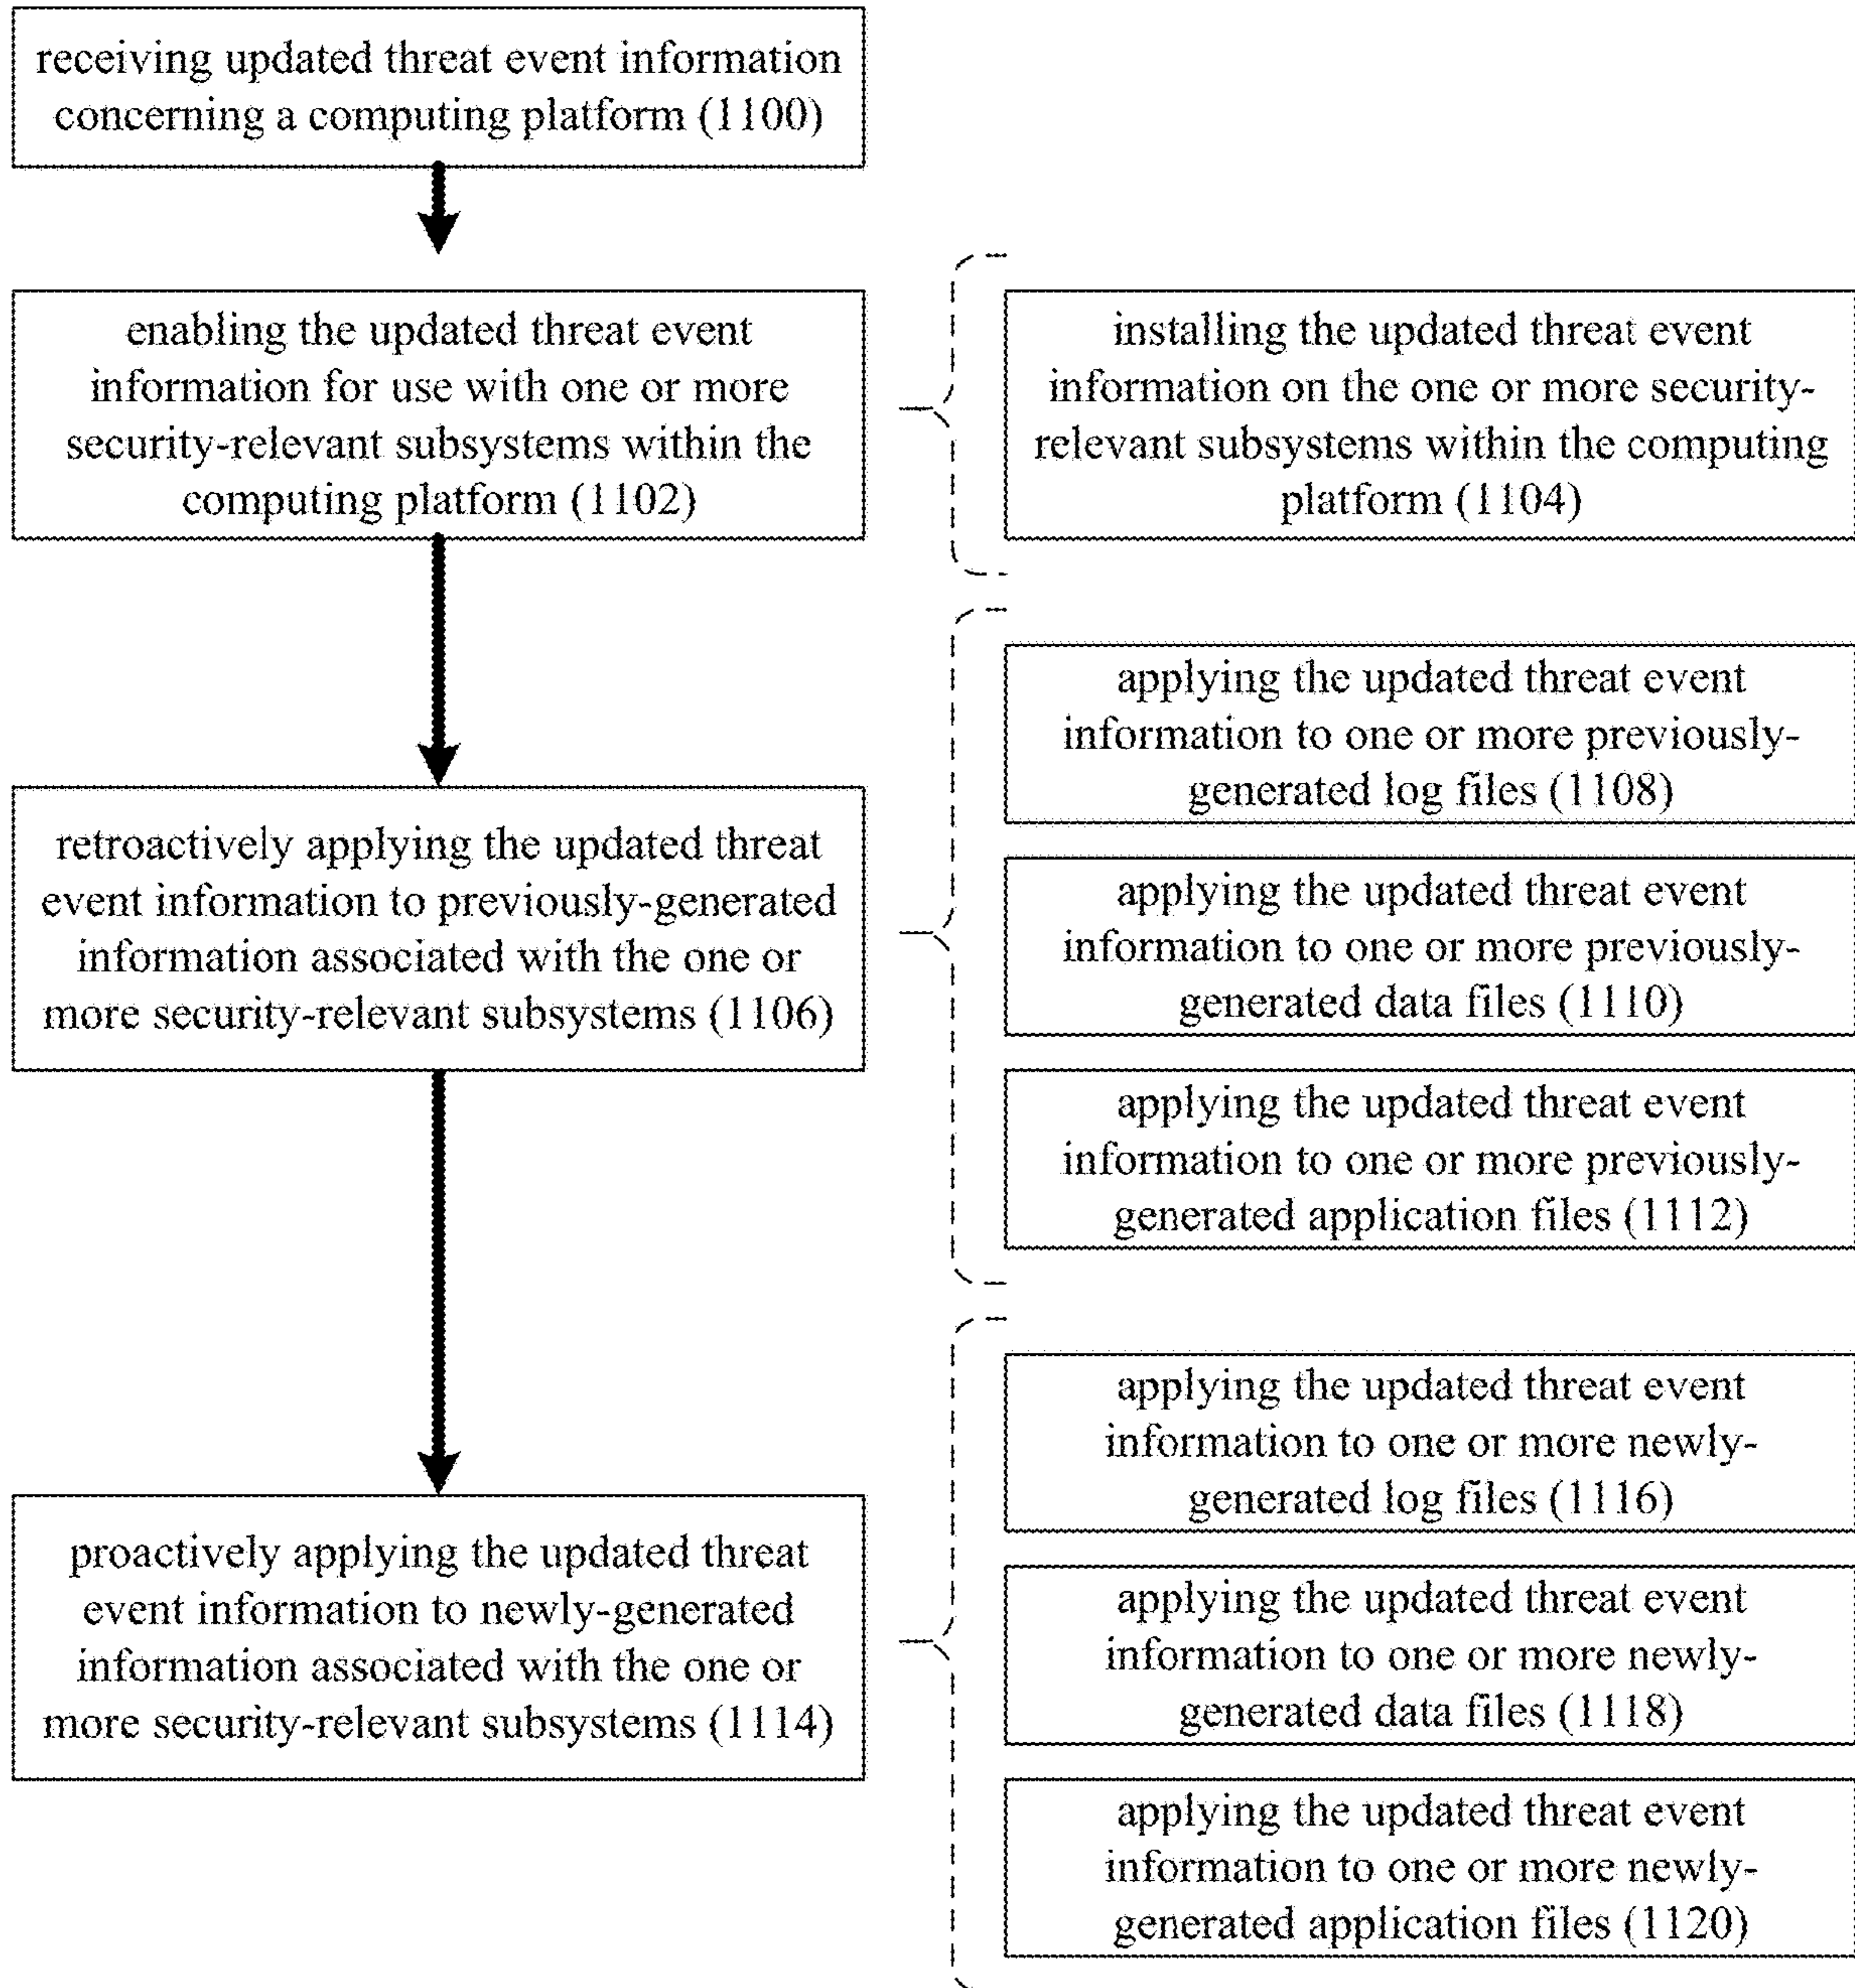 receiving updated threat event information
concerning a computing platform (1100)
enabling the updated threat event
information for use with one or more
security-relevant subsystems within the
computing platform (1102)
installing the updated threat event
information on the one or more security-
relevant subsystems within the computing
platform (1104)
retroactively applying the updated threat
event information to previously-generated
information associated with the one or
more security-relevant subsystems (1106)
applying the updated threat event
information to one or more previously-
generated log files (1108)
applying the updated threat event
information to one or more previously-
generated data files (1110)
applying the updated threat event
information to one or more previously-
generated application files (1112)
proactively applying the updated threat
event information to newly-generated
information associated with the one or
more security-relevant subsystems (1114)
applying the updated threat event
information to one or more newly-
generated log files (1116)
applying the updated threat event
information to one or more newly-
generated data files (1118)
applying the updated threat event
information to one or more newly-
generated application files (1120)